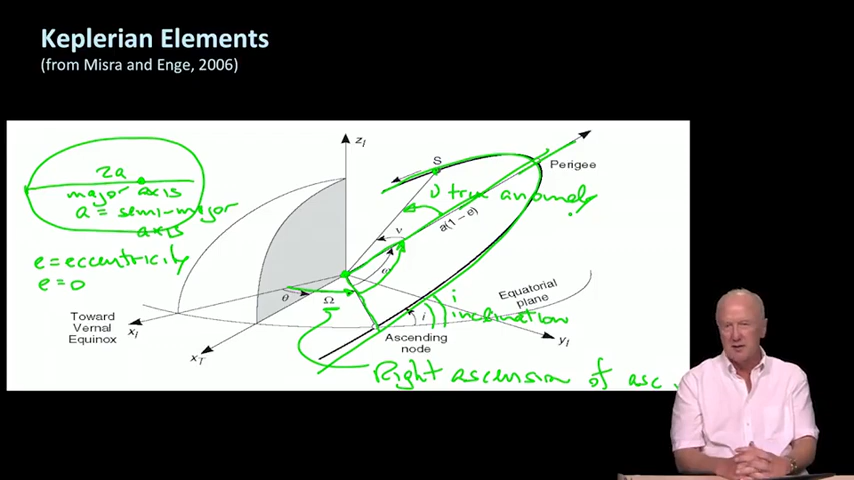 Keplerian Elements
(from Misra and Enge, 2006)
z_I
S
Perigee
2a
major axis
a = semi-major
axis
ν true anomaly
a(1 − e)
ν
e = eccentricity
e = 0
ω
θ
Ω
i
Equatorial
plane
inclination
i
Toward
Vernal
Equinox
x_I
x_T
Ascending
node
y_I
Right ascension of asc